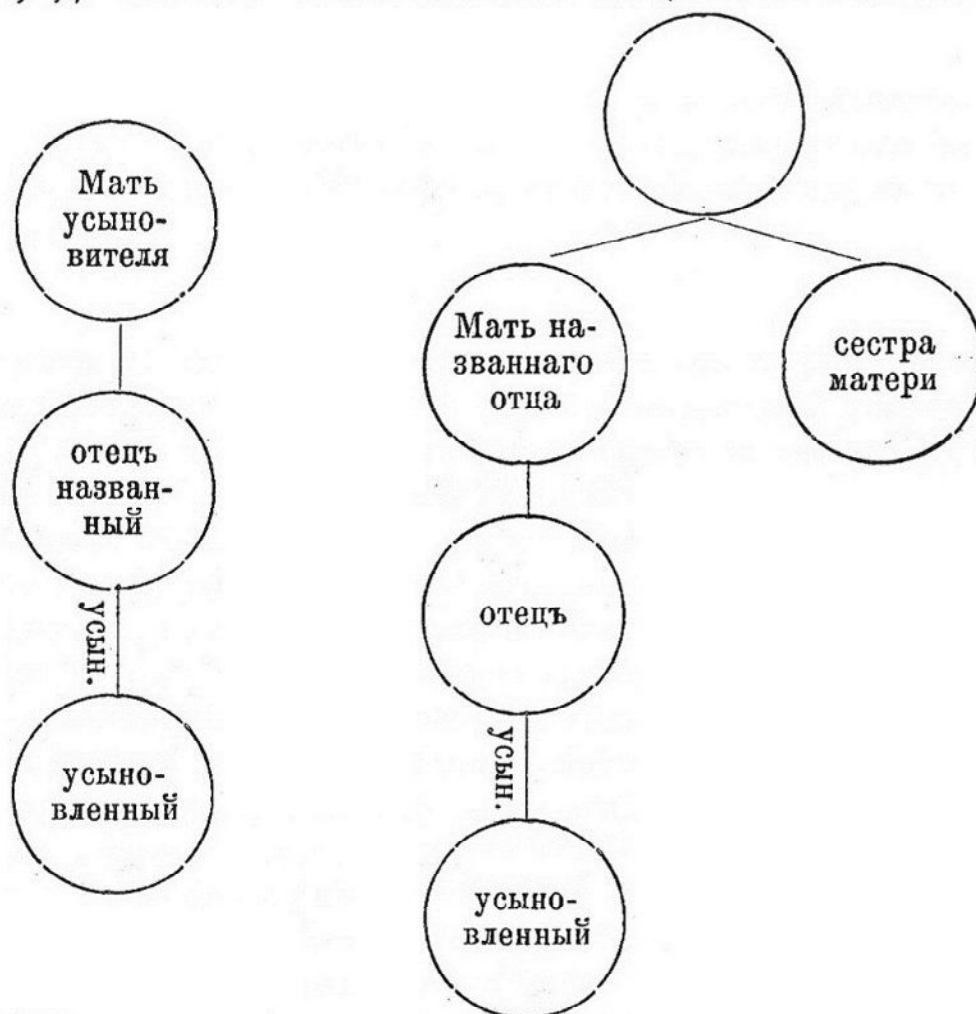 Мать
усыно-
вителя
отецъ
назван-
ный
усын.
усыно-
вленный
Мать на-
званнаго
отца
сестра
матери
отецъ
усын.
усыно-
вленный